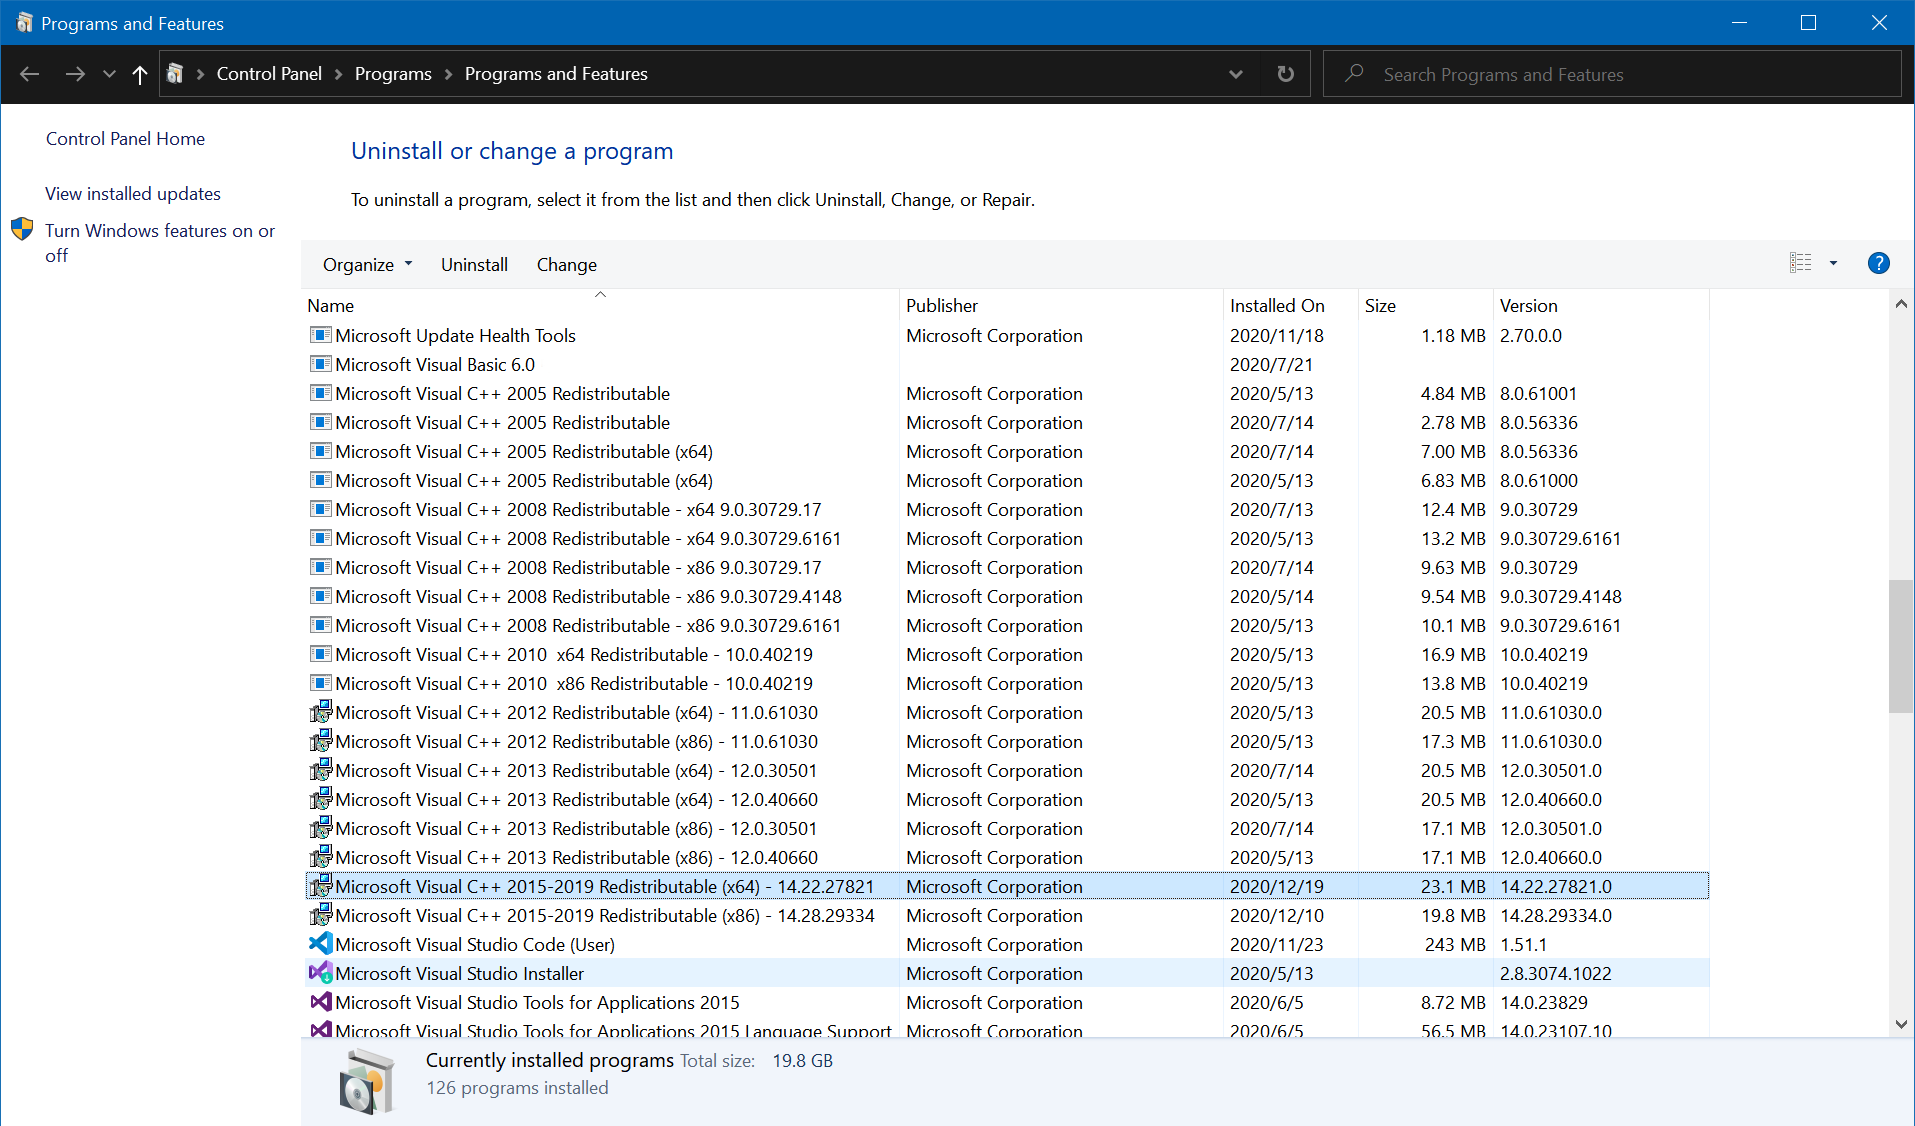 Programs and Features
Control Panel > Programs > Programs and Features
Search Programs and Features
Control Panel Home
View installed updates
Turn Windows features on or
off
Uninstall or change a program
To uninstall a program, select it from the list and then click Uninstall, Change, or Repair.
Organize Uninstall Change
Name Publisher Installed On Size Version
Microsoft Update Health Tools Microsoft Corporation 2020/11/18 1.18 MB 2.70.0.0
Microsoft Visual Basic 6.0 2020/7/21
Microsoft Visual C++ 2005 Redistributable Microsoft Corporation 2020/5/13 4.84 MB 8.0.61001
Microsoft Visual C++ 2005 Redistributable Microsoft Corporation 2020/7/14 2.78 MB 8.0.56336
Microsoft Visual C++ 2005 Redistributable (x64) Microsoft Corporation 2020/7/14 7.00 MB 8.0.56336
Microsoft Visual C++ 2005 Redistributable (x64) Microsoft Corporation 2020/5/13 6.83 MB 8.0.61000
Microsoft Visual C++ 2008 Redistributable - x64 9.0.30729.17 Microsoft Corporation 2020/7/13 12.4 MB 9.0.30729
Microsoft Visual C++ 2008 Redistributable - x64 9.0.30729.6161 Microsoft Corporation 2020/5/13 13.2 MB 9.0.30729.6161
Microsoft Visual C++ 2008 Redistributable - x86 9.0.30729.17 Microsoft Corporation 2020/7/14 9.63 MB 9.0.30729
Microsoft Visual C++ 2008 Redistributable - x86 9.0.30729.4148 Microsoft Corporation 2020/5/14 9.54 MB 9.0.30729.4148
Microsoft Visual C++ 2008 Redistributable - x86 9.0.30729.6161 Microsoft Corporation 2020/5/13 10.1 MB 9.0.30729.6161
Microsoft Visual C++ 2010  x64 Redistributable - 10.0.40219 Microsoft Corporation 2020/5/13 16.9 MB 10.0.40219
Microsoft Visual C++ 2010  x86 Redistributable - 10.0.40219 Microsoft Corporation 2020/5/13 13.8 MB 10.0.40219
Microsoft Visual C++ 2012 Redistributable (x64) - 11.0.61030 Microsoft Corporation 2020/5/13 20.5 MB 11.0.61030.0
Microsoft Visual C++ 2012 Redistributable (x86) - 11.0.61030 Microsoft Corporation 2020/5/13 17.3 MB 11.0.61030.0
Microsoft Visual C++ 2013 Redistributable (x64) - 12.0.30501 Microsoft Corporation 2020/7/14 20.5 MB 12.0.30501.0
Microsoft Visual C++ 2013 Redistributable (x64) - 12.0.40660 Microsoft Corporation 2020/5/13 20.5 MB 12.0.40660.0
Microsoft Visual C++ 2013 Redistributable (x86) - 12.0.30501 Microsoft Corporation 2020/7/14 17.1 MB 12.0.30501.0
Microsoft Visual C++ 2013 Redistributable (x86) - 12.0.40660 Microsoft Corporation 2020/5/13 17.1 MB 12.0.40660.0
Microsoft Visual C++ 2015-2019 Redistributable (x64) - 14.22.27821 Microsoft Corporation 2020/12/19 23.1 MB 14.22.27821.0
Microsoft Visual C++ 2015-2019 Redistributable (x86) - 14.28.29334 Microsoft Corporation 2020/12/10 19.8 MB 14.28.29334.0
Microsoft Visual Studio Code (User) Microsoft Corporation 2020/11/23 243 MB 1.51.1
Microsoft Visual Studio Installer Microsoft Corporation 2020/5/13 2.8.3074.1022
Microsoft Visual Studio Tools for Applications 2015 Microsoft Corporation 2020/6/5 8.72 MB 14.0.23829
Microsoft Visual Studio Tools for Applications 2015 Language Support Microsoft Corporation 2020/6/5 56.5 MB 14.0.23107.10
Currently installed programs Total size: 19.8 GB
126 programs installed